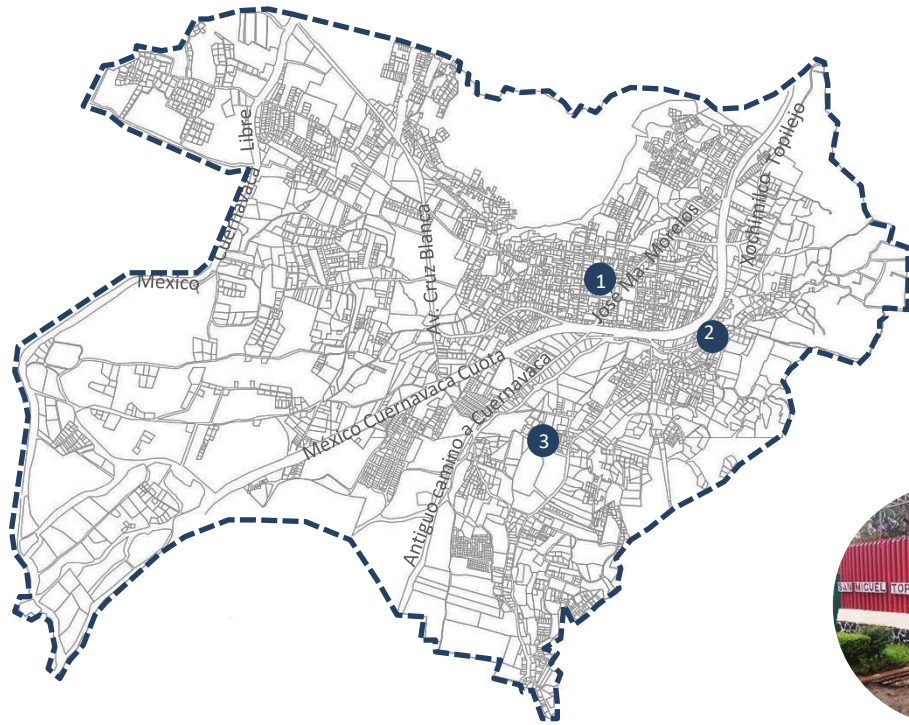 Libre
México Cuernavaca
Av Cruz Blanca
José Ma. Morelos
Xochimilco Topilejo
México Cuernavaca Cuota
Antiguo camino a Cuernavaca
1
2
3
SAN MIGUEL TOP